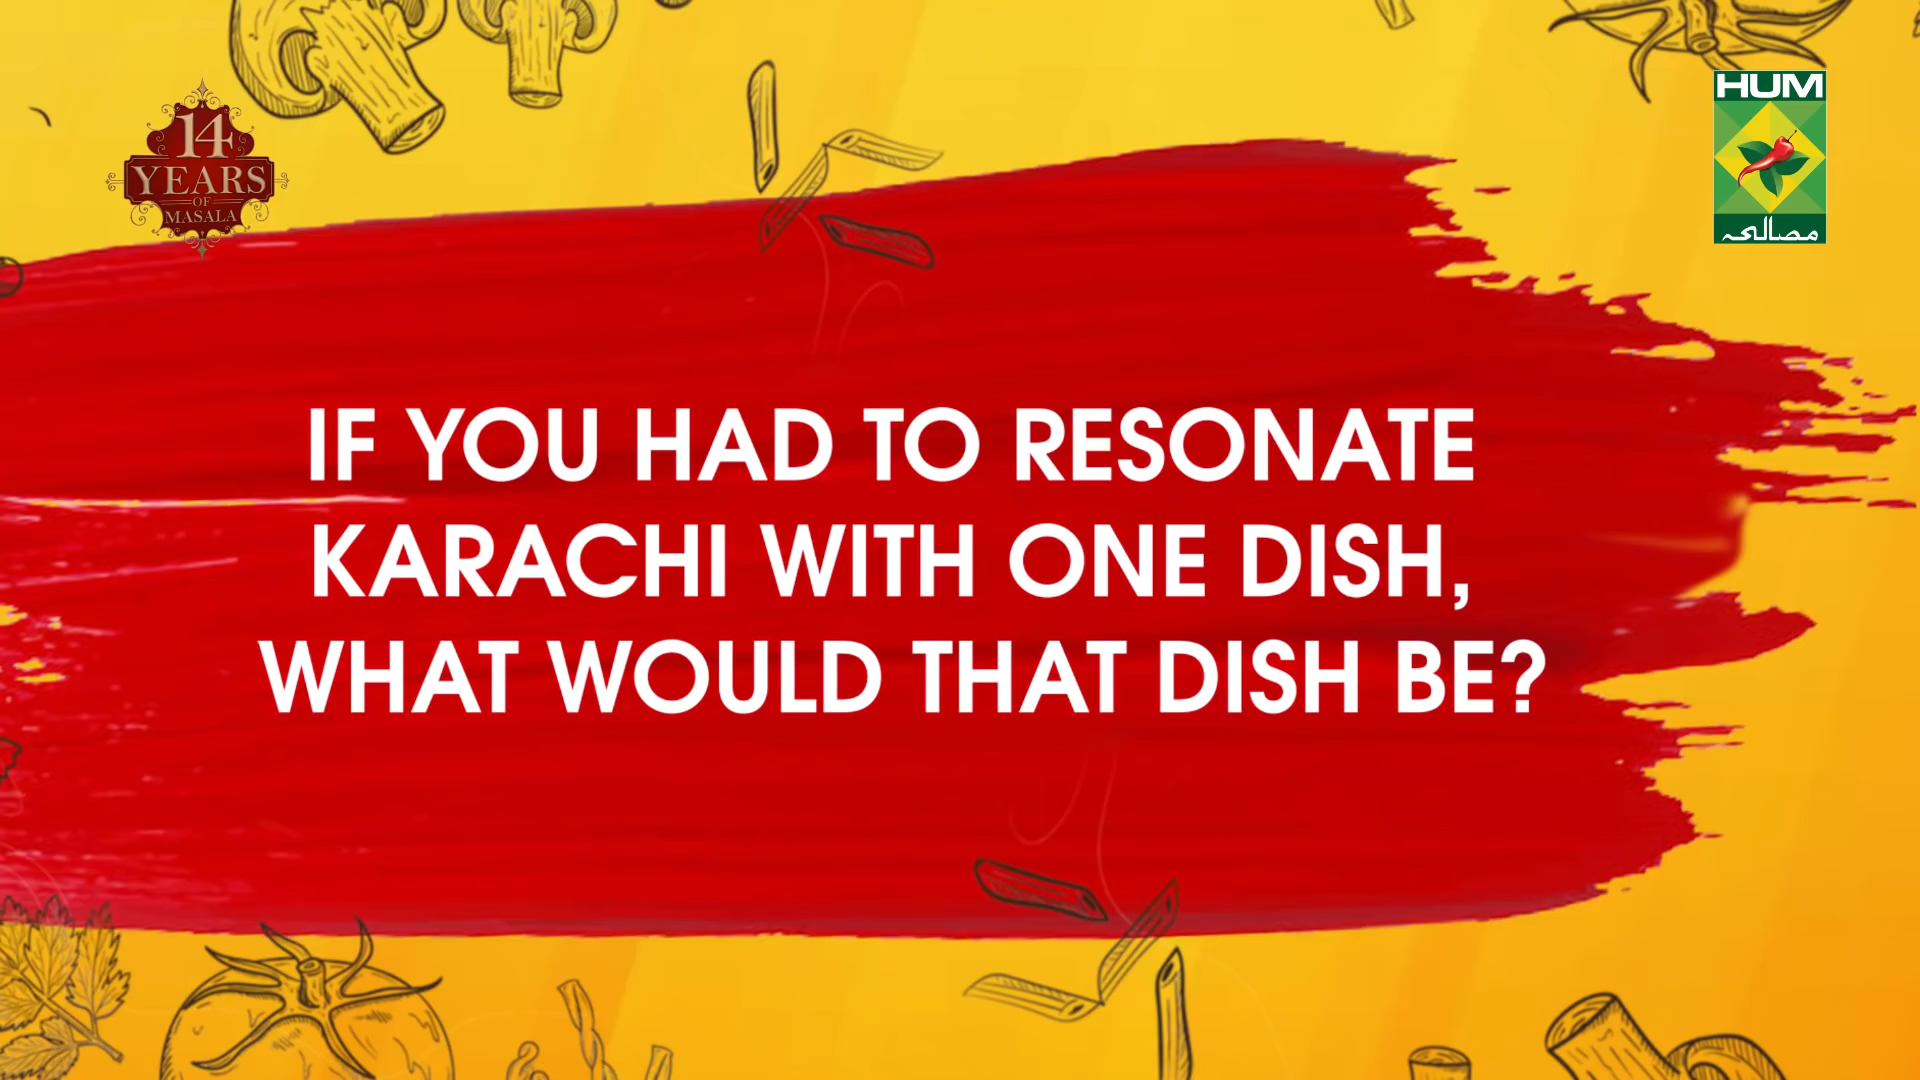 14
YEARS
OF
MASALA
HUM
مصالحہ
IF YOU HAD TO RESONATE
KARACHI WITH ONE DISH,
WHAT WOULD THAT DISH BE?